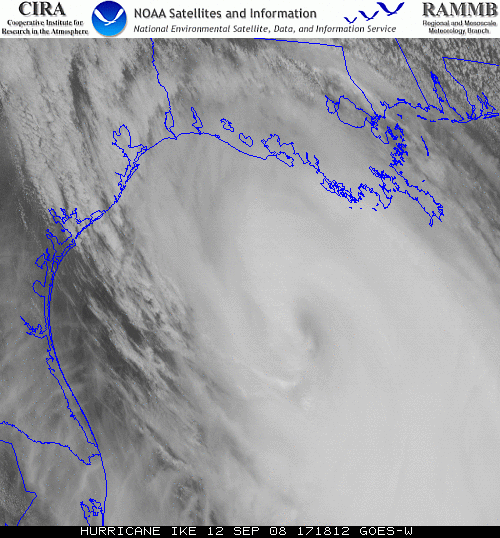 CIRA
Cooperative Institute for
Research in the Atmosphere
NOAA
NOAA Satellites and Information
National Environmental Satellite, Data, and Information Service
RAMMB
Regional and Mesoscale
Meteorology Branch
HURRICANE IKE 12 SEP 08 171812 GOES-W